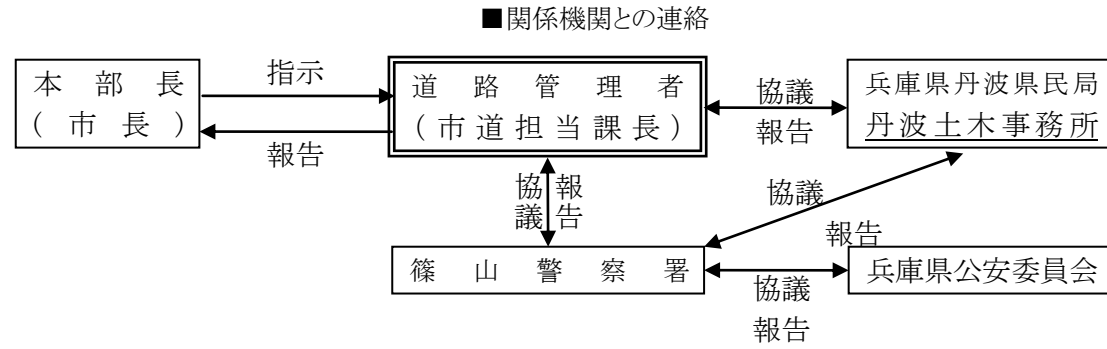 ■関係機関との連絡
本部長
(市長)
指示
報告
道路管理者
(市道担当課長)
協議
報告
兵庫県丹波県民局
丹波土木事務所
協議
報告
協議
報告
篠山警察署
協議
報告
兵庫県公安委員会